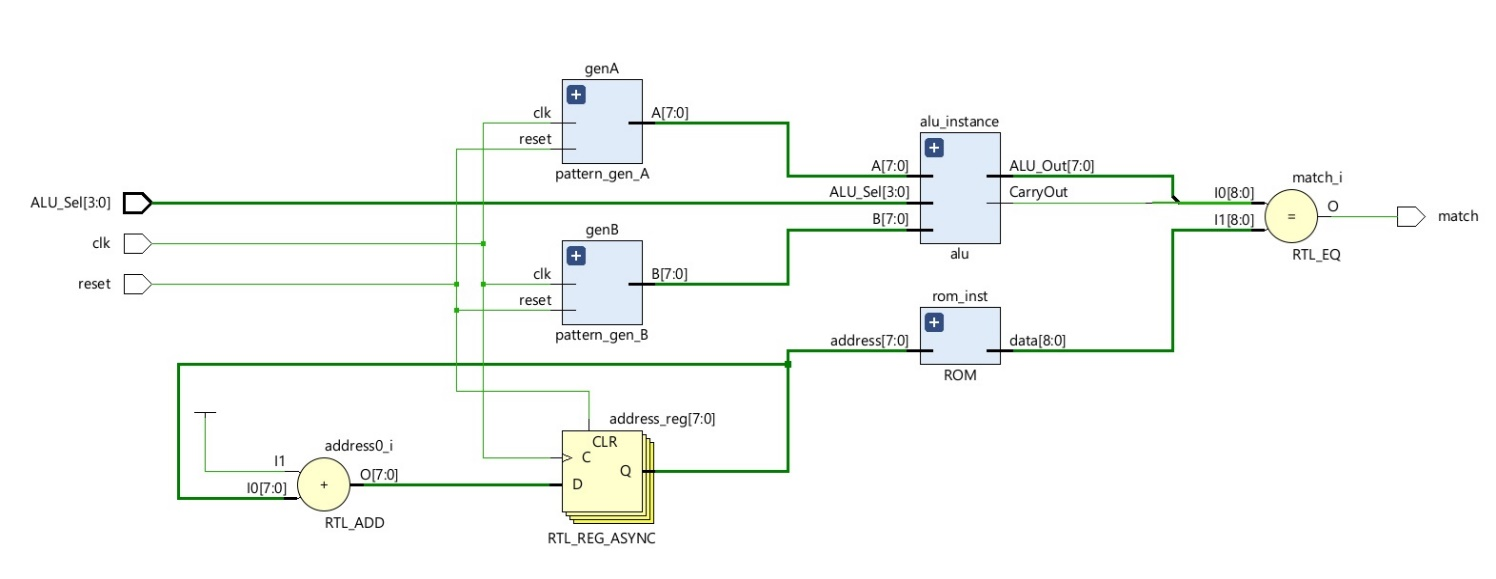 genA
clk
A[7:0]
reset
pattern_gen_A
alu_instance
A[7:0]
ALU_Out[7:0]
ALU_Sel[3:0]
ALU_Sel[3:0]
CarryOut
B[7:0]
alu
match_i
I0[8:0]
O
I1[8:0]
=
match
RTL_EQ
clk
reset
genB
clk
B[7:0]
reset
pattern_gen_B
rom_inst
address[7:0]
data[8:0]
ROM
address_reg[7:0]
CLR
C
Q
D
RTL_REG_ASYNC
address0_i
I1
I0[7:0]
+
O[7:0]
RTL_ADD